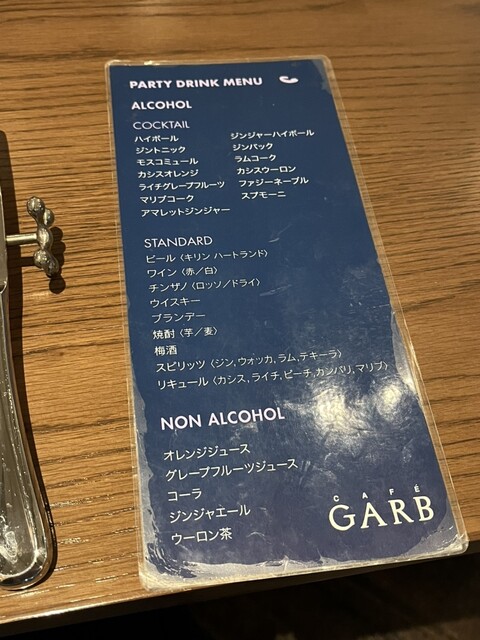 PARTY DRINK MENU
ALCOHOL
COCKTAIL
ハイボール ジンジャーハイボール
ジントニック ジンバック
モスコミュール ラムコーク
カシスオレンジ カシスウーロン
ライチグレープフルーツ ファジーネーブル
マリブコーク スプモーニ
アマレットジンジャー
STANDARD
ビール〈キリン ハートランド〉
ワイン〈赤／白〉
チンザノ〈ロッソ／ドライ〉
ウイスキー
ブランデー
焼酎〈芋／麦〉
梅酒
スピリッツ〈ジン,ウォッカ,ラム,テキーラ〉
リキュール〈カシス,ライチ,ピーチ,カンパリ,マリブ〉
NON ALCOHOL
オレンジジュース
グレープフルーツジュース
コーラ
ジンジャエール
ウーロン茶
CAFÉ
GARB